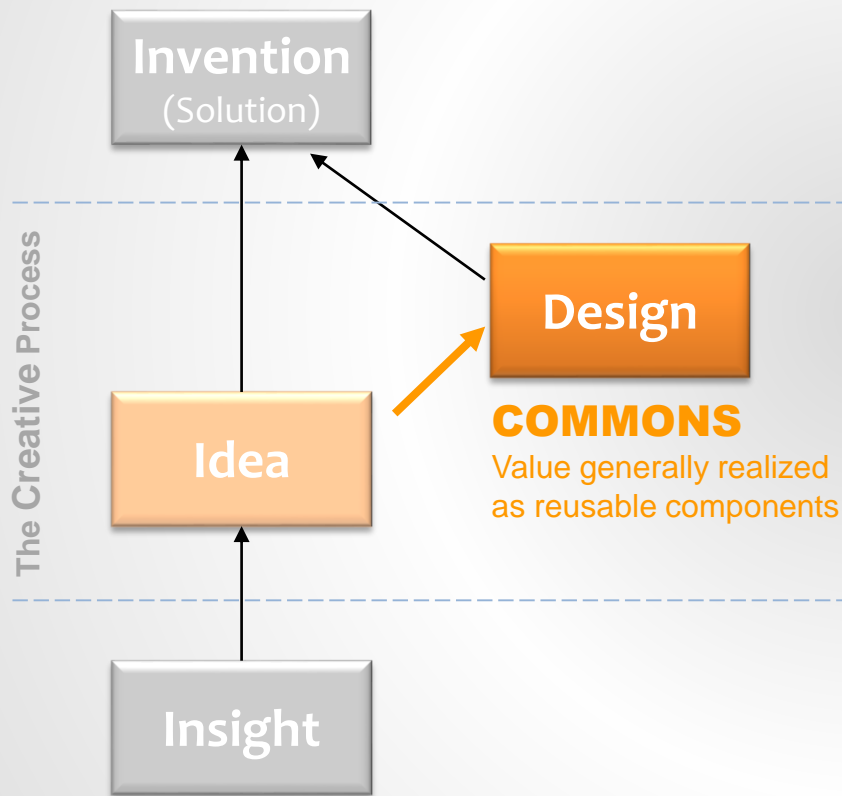 Invention
(Solution)
The Creative Process
Design
COMMONS
Value generally realized
as reusable components
Idea
Insight